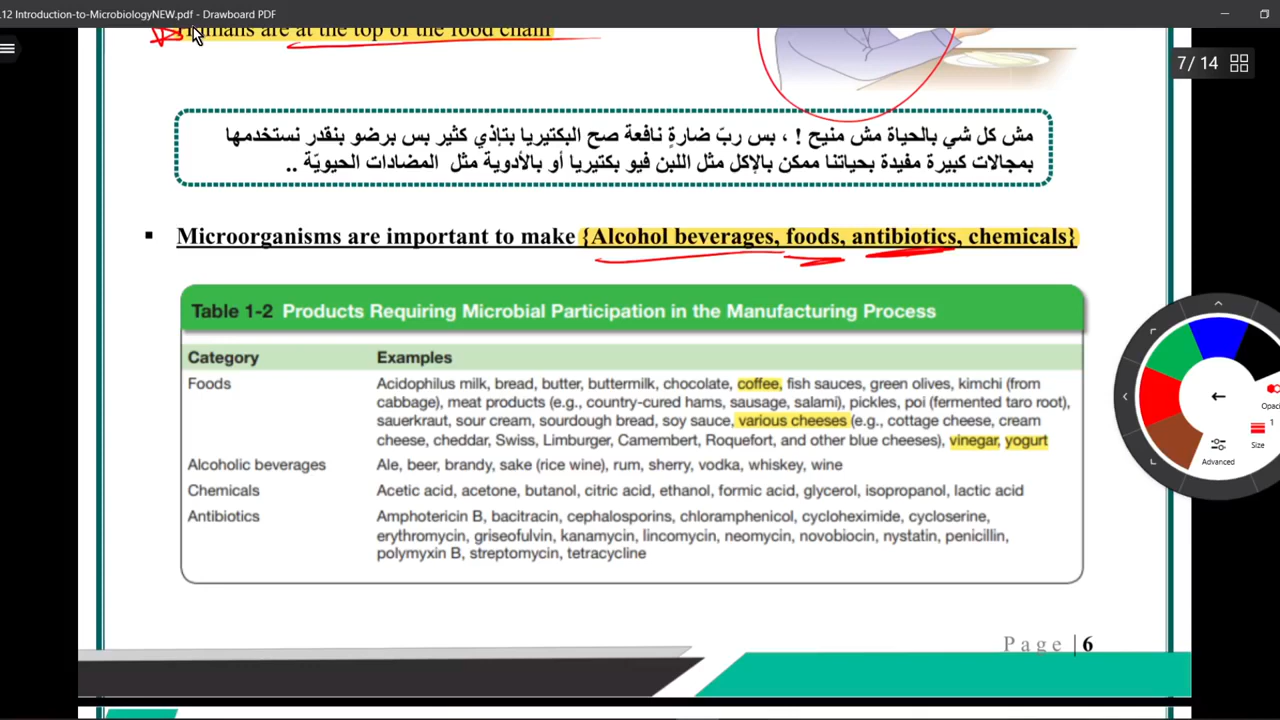 .12 Introduction-to-MicrobiologyNEW.pdf - Drawboard PDF
Humans are at the top of the food chain
7/ 14
مش كل شي بالحياة مش منيح ! ، بس ربّ ضارةٍ نافعة صح البكتيريا بتإذي كثير بس برضو بنقدر نستخدمها
بمجالات كبيرة مفيدة بحياتنا ممكن بالإكل مثل اللبن فيو بكتيريا أو بالأدوية مثل المضادات الحيويّة ..
▪ Microorganisms are important to make {Alcohol beverages, foods, antibiotics, chemicals}
Table 1-2 Products Requiring Microbial Participation in the Manufacturing Process
Category Examples
Foods Acidophilus milk, bread, butter, buttermilk, chocolate, coffee, fish sauces, green olives, kimchi (from
cabbage), meat products (e.g., country-cured hams, sausage, salami), pickles, poi (fermented taro root),
sauerkraut, sour cream, sourdough bread, soy sauce, various cheeses (e.g., cottage cheese, cream
cheese, cheddar, Swiss, Limburger, Camembert, Roquefort, and other blue cheeses), vinegar, yogurt
Alcoholic beverages Ale, beer, brandy, sake (rice wine), rum, sherry, vodka, whiskey, wine
Chemicals Acetic acid, acetone, butanol, citric acid, ethanol, formic acid, glycerol, isopropanol, lactic acid
Antibiotics Amphotericin B, bacitracin, cephalosporins, chloramphenicol, cycloheximide, cycloserine,
erythromycin, griseofulvin, kanamycin, lincomycin, neomycin, novobiocin, nystatin, penicillin,
polymyxin B, streptomycin, tetracycline
Opac
1
Size
Advanced
Page | 6